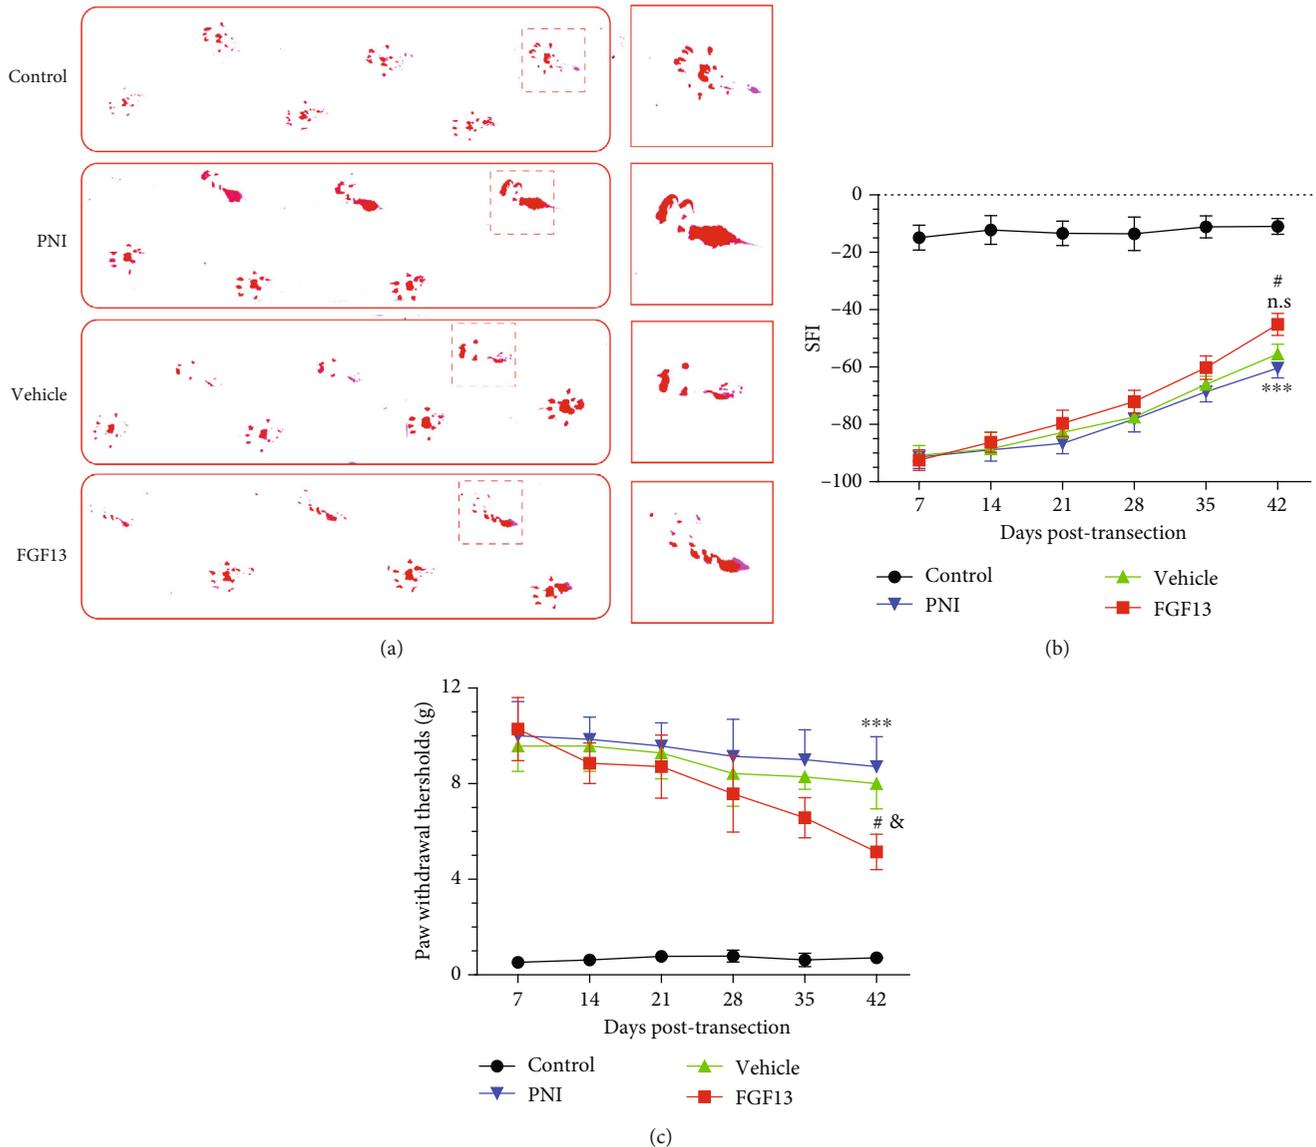 Control
PNI
Vehicle
FGF13
(a)
0
−20
−40
−60
−80
−100
SFI
#
n.s
***
7 14 21 28 35 42
Days post-transection
Control Vehicle
PNI FGF13
(b)
12
8
4
0
Paw withdrawal thersholds (g)
***
# &
7 14 21 28 35 42
Days post-transection
Control Vehicle
PNI FGF13
(c)